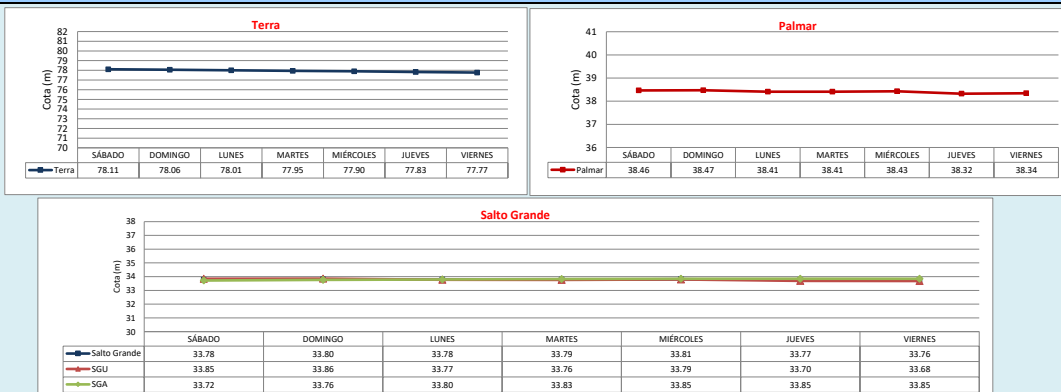 Terra
82
81
80
79
78
77
76
75
74
73
72
71
70
Cota (m)
SÁBADO DOMINGO LUNES MARTES MIÉRCOLES JUEVES VIERNES
Terra 78.11 78.06 78.01 77.95 77.90 77.83 77.77
Palmar
41
40
39
38
37
36
Cota (m)
SÁBADO DOMINGO LUNES MARTES MIÉRCOLES JUEVES VIERNES
Palmar 38.46 38.47 38.41 38.41 38.43 38.32 38.34
Salto Grande
38
37
36
35
34
33
32
31
30
Cota (m)
SÁBADO DOMINGO LUNES MARTES MIÉRCOLES JUEVES VIERNES
Salto Grande 33.78 33.80 33.78 33.79 33.81 33.77 33.76
SGU 33.85 33.86 33.77 33.76 33.79 33.70 33.68
SGA 33.72 33.76 33.80 33.83 33.85 33.85 33.85